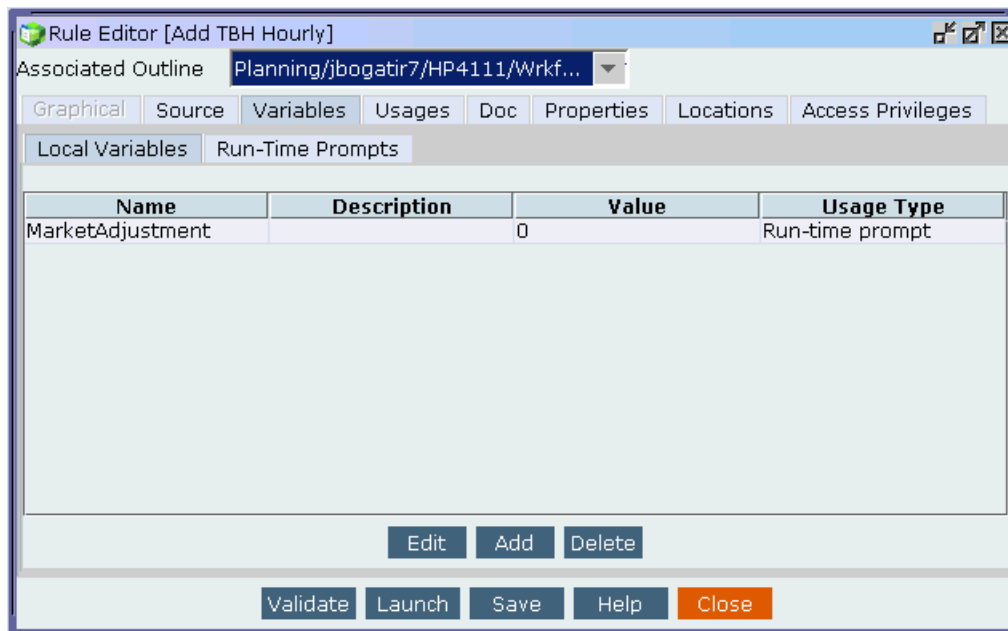 Rule Editor [Add TBH Hourly]
Associated Outline Planning/jbogatir7/HP4111/Wrkf...
Graphical Source Variables Usages Doc Properties Locations Access Privileges
Local Variables Run-Time Prompts
Name Description Value Usage Type
MarketAdjustment 0 Run-time prompt
Edit Add Delete
Validate Launch Save Help Close